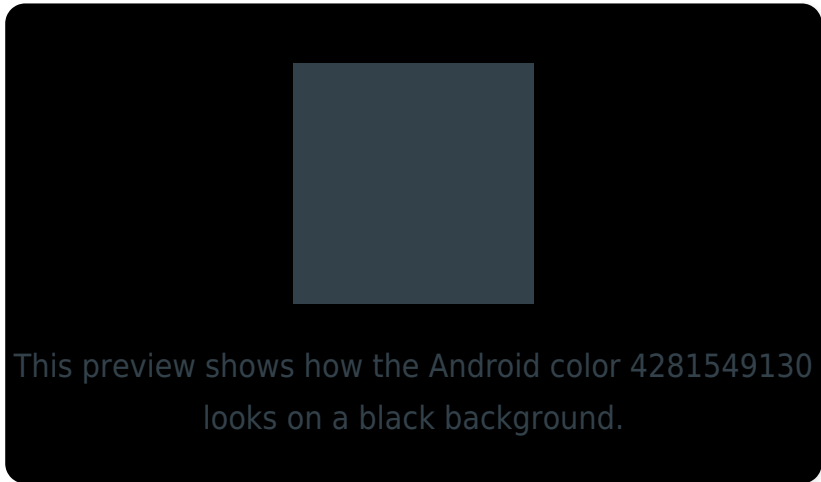 This preview shows how the Android color 4281549130
looks on a black background.